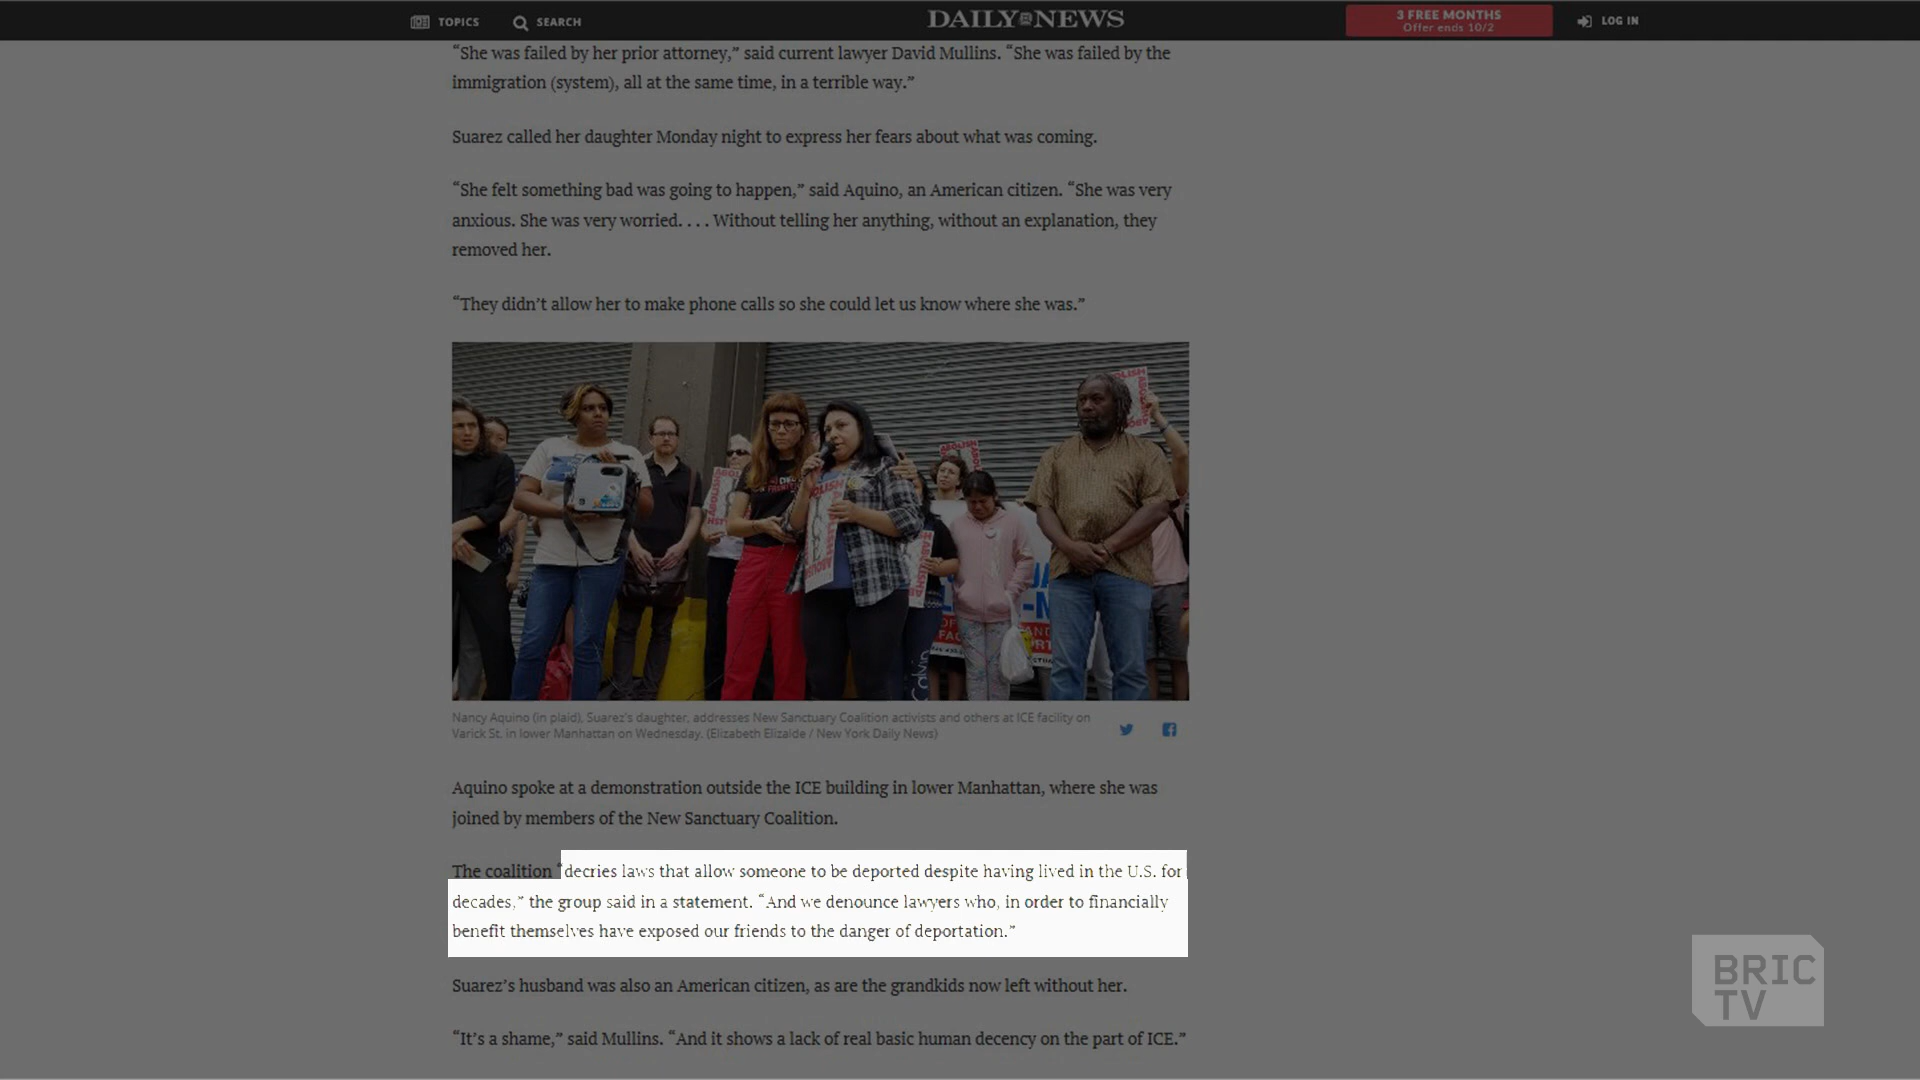 TOPICS
SEARCH
DAILY NEWS
3 FREE MONTHS
Offer ends 10/2
LOG IN
“She was failed by her prior attorney,” said current lawyer David Mullins. “She was failed by the
immigration (system), all at the same time, in a terrible way.”
Suarez called her daughter Monday night to express her fears about what was coming.
“She felt something bad was going to happen,” said Aquino, an American citizen. “She was very
anxious. She was very worried. . . . Without telling her anything, without an explanation, they
removed her.
“They didn’t allow her to make phone calls so she could let us know where she was.”
ABOLISH
Calvin
Nancy Aquino (in plaid), Suarez's daughter, addresses New Sanctuary Coalition activists and others at ICE facility on
Varick St. in lower Manhattan on Wednesday. (Elizabeth Elizalde / New York Daily News)
Aquino spoke at a demonstration outside the ICE building in lower Manhattan, where she was
joined by members of the New Sanctuary Coalition.
The coalition “decries laws that allow someone to be deported despite having lived in the U.S. for
decades,” the group said in a statement. “And we denounce lawyers who, in order to financially
benefit themselves have exposed our friends to the danger of deportation.”
Suarez’s husband was also an American citizen, as are the grandkids now left without her.
“It’s a shame,” said Mullins. “And it shows a lack of real basic human decency on the part of ICE.”
BRIC
TV